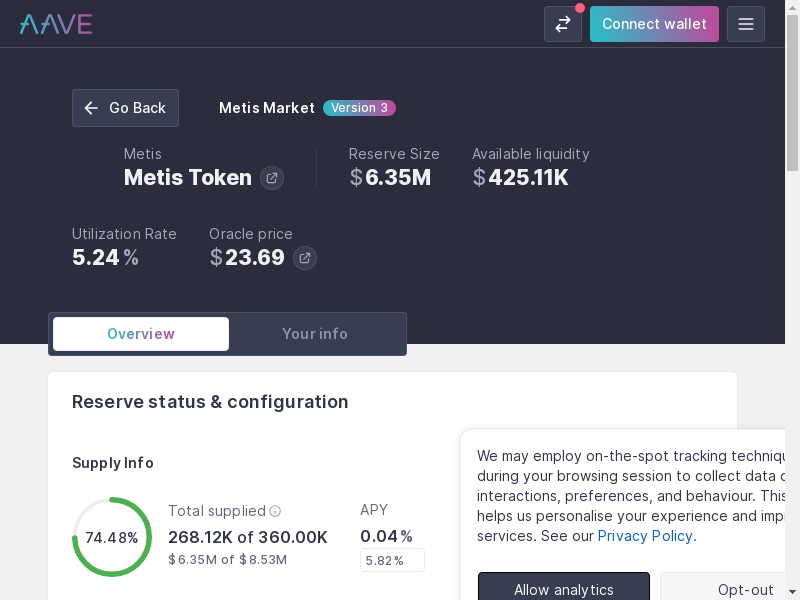 AAVE
Connect wallet
Go Back
Metis Market Version 3
Metis
Metis Token
Reserve Size
$6.35M
Available liquidity
$425.11K
Utilization Rate
5.24%
Oracle price
$23.69
Overview
Your info
Reserve status & configuration
Supply Info
74.48%
Total supplied
268.12K of 360.00K
$6.35M of $8.53M
APY
0.04%
5.82%
We may employ on-the-spot tracking techniqu
during your browsing session to collect data o
interactions, preferences, and behaviour. This
helps us personalise your experience and imp
services. See our Privacy Policy.
Allow analytics
Opt-out